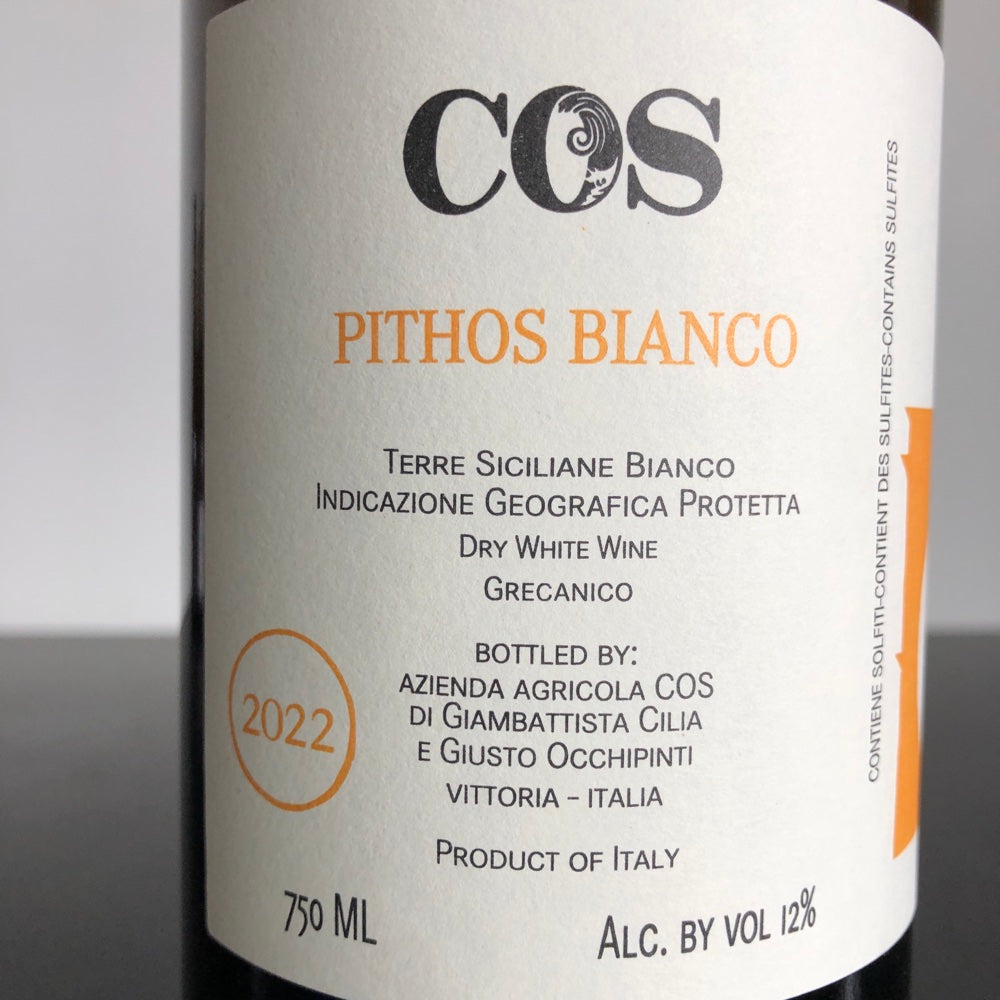 COS
PITHOS BIANCO
TERRE SICILIANE BIANCO
INDICAZIONE GEOGRAFICA PROTETTA
DRY WHITE WINE
GRECANICO
BOTTLED BY:
AZIENDA AGRICOLA COS
DI GIAMBATTISTA CILIA
E GIUSTO OCCHIPINTI
VITTORIA - ITALIA
2022
PRODUCT OF ITALY
750 ML
ALC. BY VOL 12%
CONTIENE SOLFITI-CONTIENT DES SULFITES-CONTAINS SULFITES